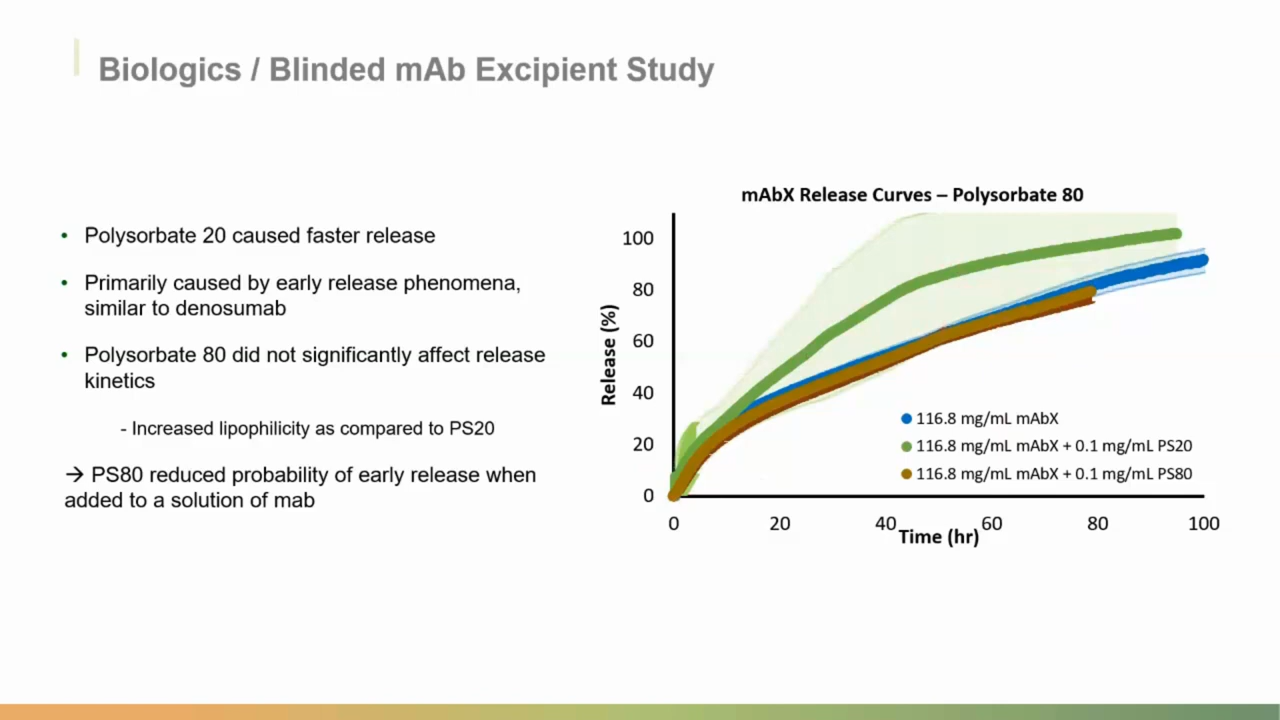 Biologics / Blinded mAb Excipient Study
• Polysorbate 20 caused faster release
• Primarily caused by early release phenomena,
similar to denosumab
• Polysorbate 80 did not significantly affect release
kinetics
- Increased lipophilicity as compared to PS20
→ PS80 reduced probability of early release when
added to a solution of mab
mAbX Release Curves – Polysorbate 80
Release (%)
100
80
60
40
20
0
116.8 mg/mL mAbX
116.8 mg/mL mAbX + 0.1 mg/mL PS20
116.8 mg/mL mAbX + 0.1 mg/mL PS80
0 20 40 60 80 100
Time (hr)